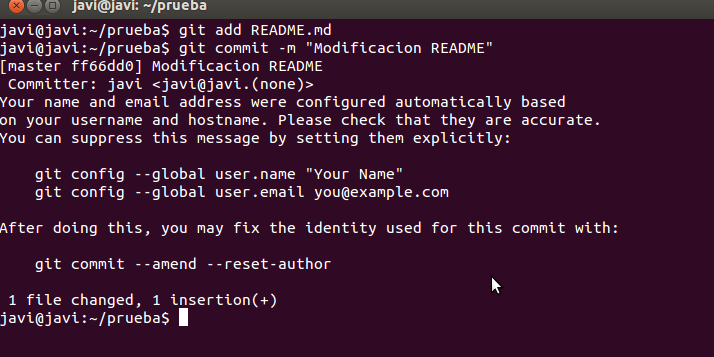 javi@javi: ~/prueba
javi@javi:~/prueba$ git add README.md
javi@javi:~/prueba$ git commit -m "Modificacion README"
[master ff66dd0] Modificacion README
 Committer: javi <javi@javi.(none)>
Your name and email address were configured automatically based
on your username and hostname. Please check that they are accurate.
You can suppress this message by setting them explicitly:

    git config --global user.name "Your Name"
    git config --global user.email you@example.com

After doing this, you may fix the identity used for this commit with:

    git commit --amend --reset-author

 1 file changed, 1 insertion(+)
javi@javi:~/prueba$